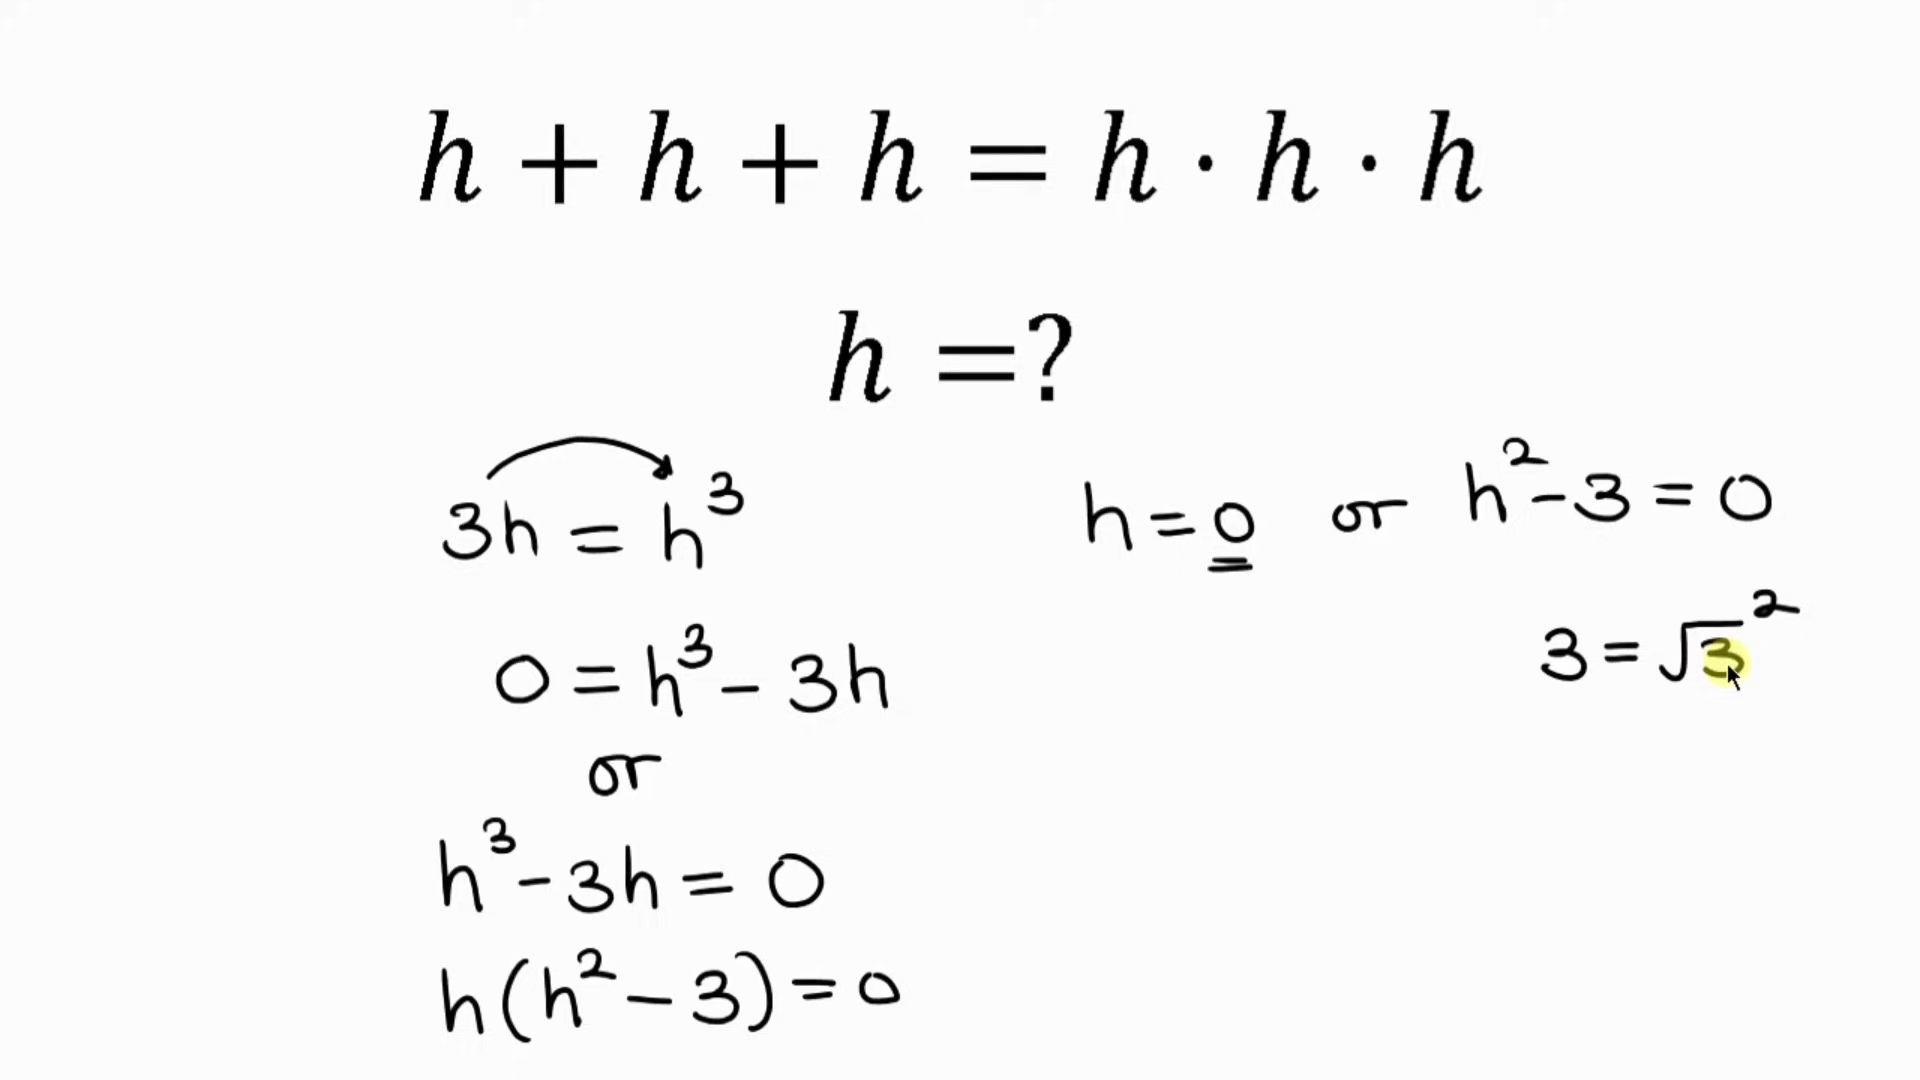 h + h + h = h · h · h
h =?
3h = h³
0 = h³ - 3h
or
h³ - 3h = 0
h(h² - 3) = 0
h = 0 or h² - 3 = 0
3 = √3²